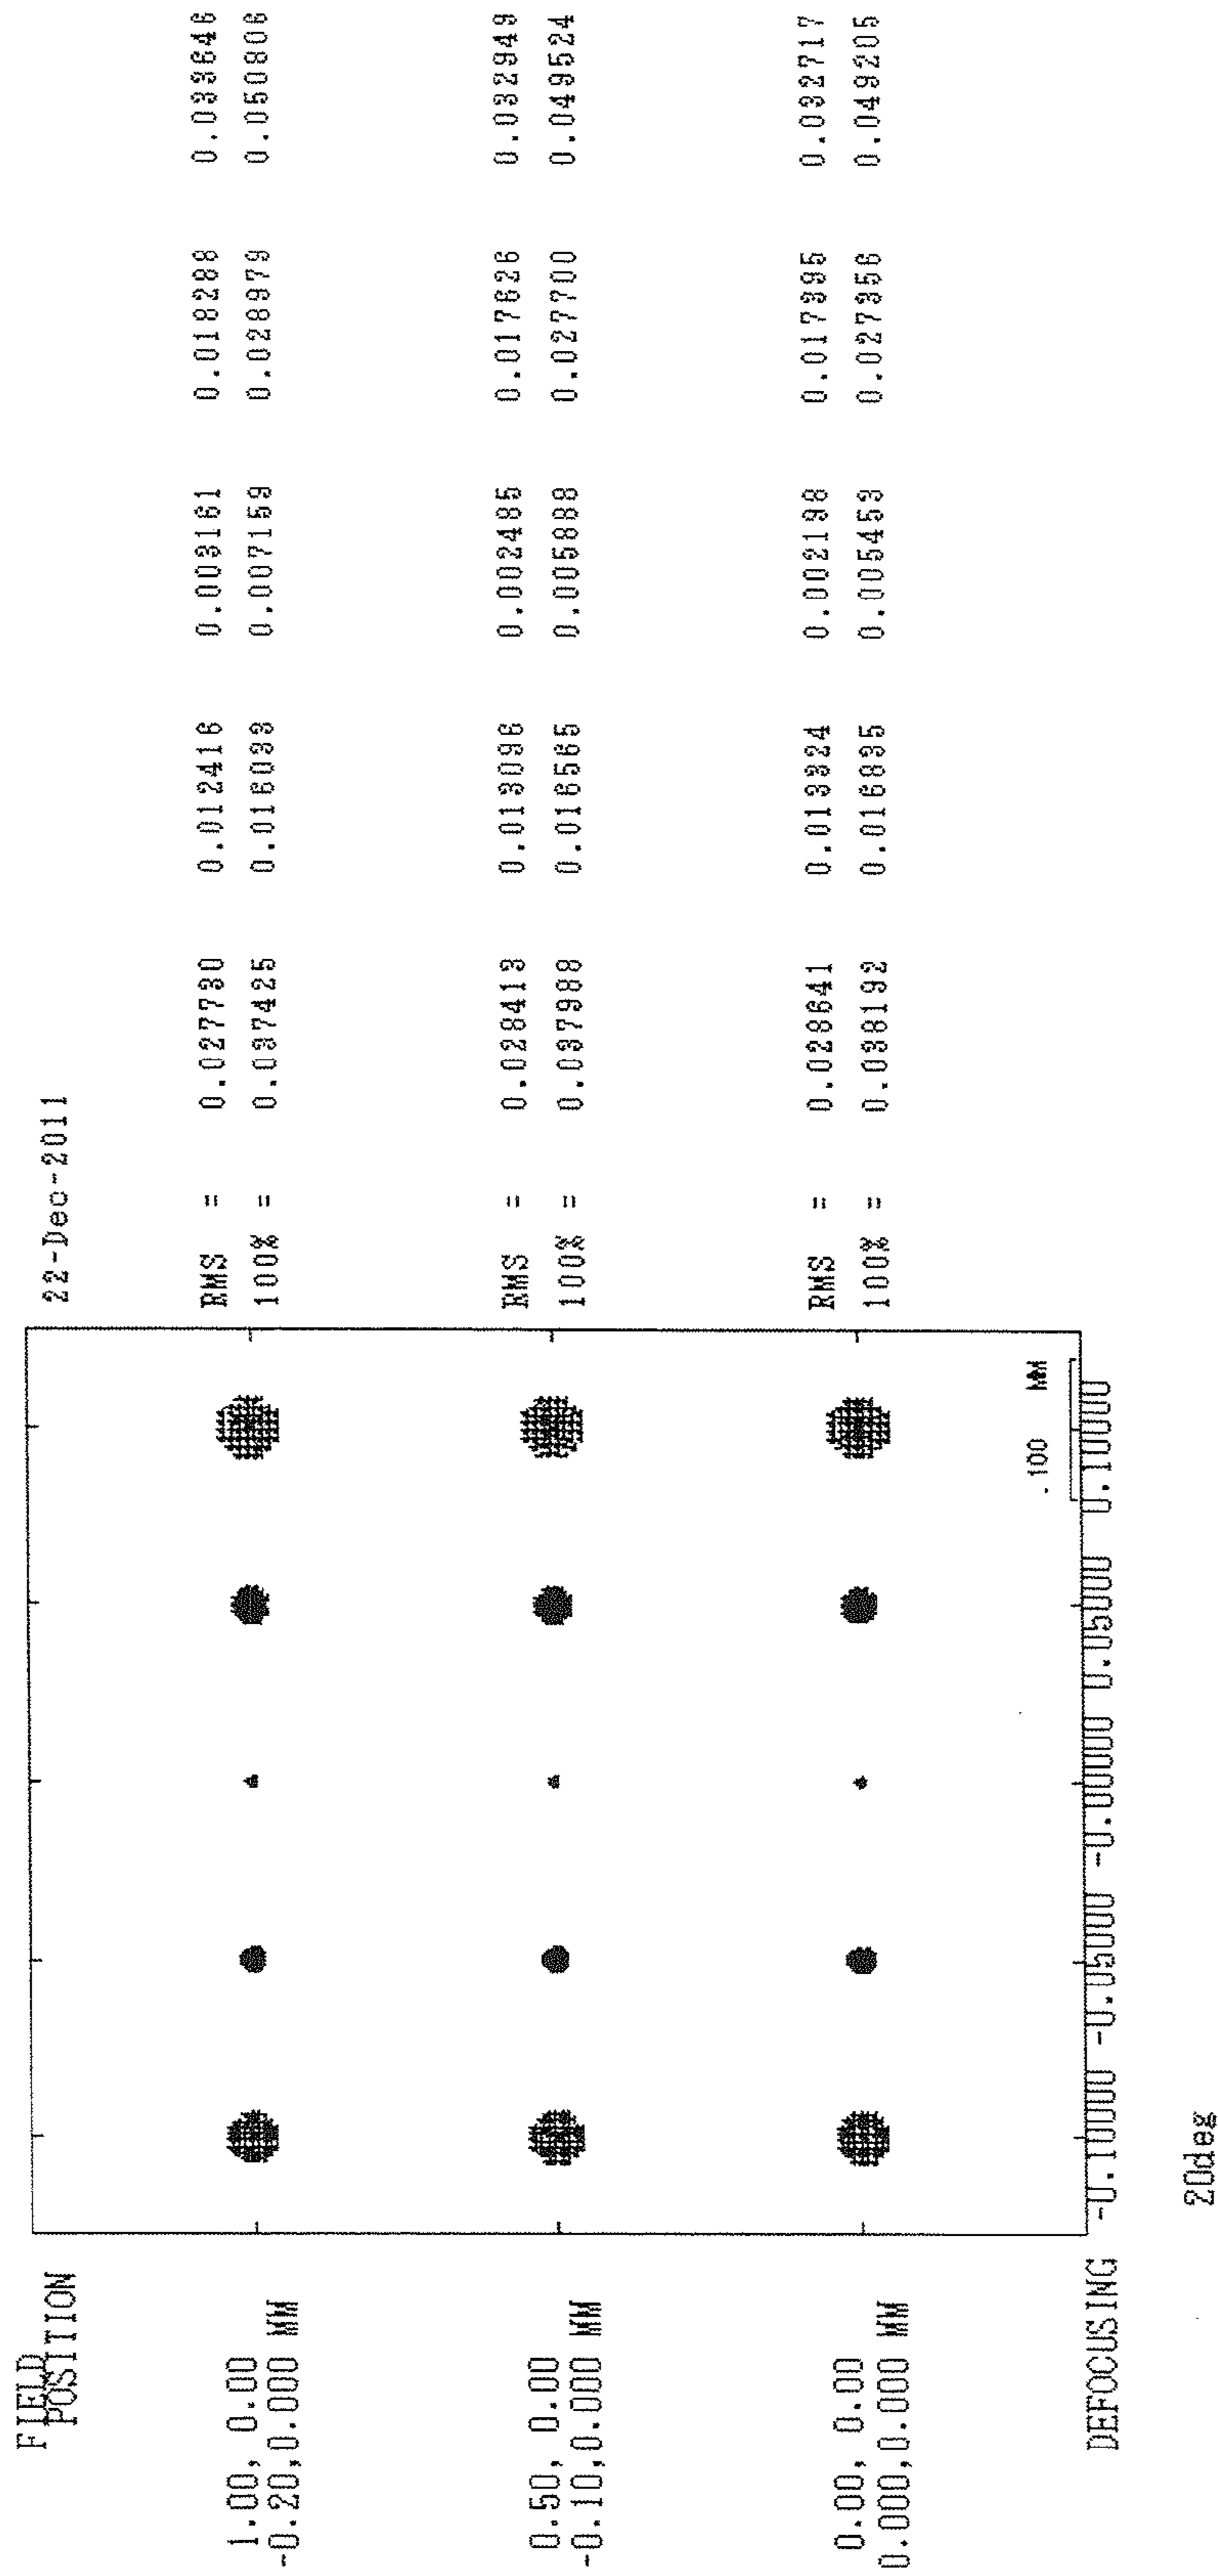 FIELD
POSITION
22-Dec-2011
1.00, 0.00
-0.20,0.000 MM
RMS = 0.027730 0.012416 0.003161 0.018288 0.033646
100% = 0.037425 0.016033 0.007159 0.028979 0.050806
0.50, 0.00
-0.10,0.000 MM
RMS = 0.028413 0.013096 0.002485 0.017626 0.032949
100% = 0.037988 0.016565 0.005888 0.027700 0.049524
0.00, 0.00
0.000,0.000 MM
RMS = 0.028641 0.013324 0.002198 0.017395 0.032717
100% = 0.038192 0.016835 0.005453 0.027356 0.049205
.100 MM
DEFOCUSING -0.10000 -0.05000 -0.00000 0.05000 0.10000
20deg